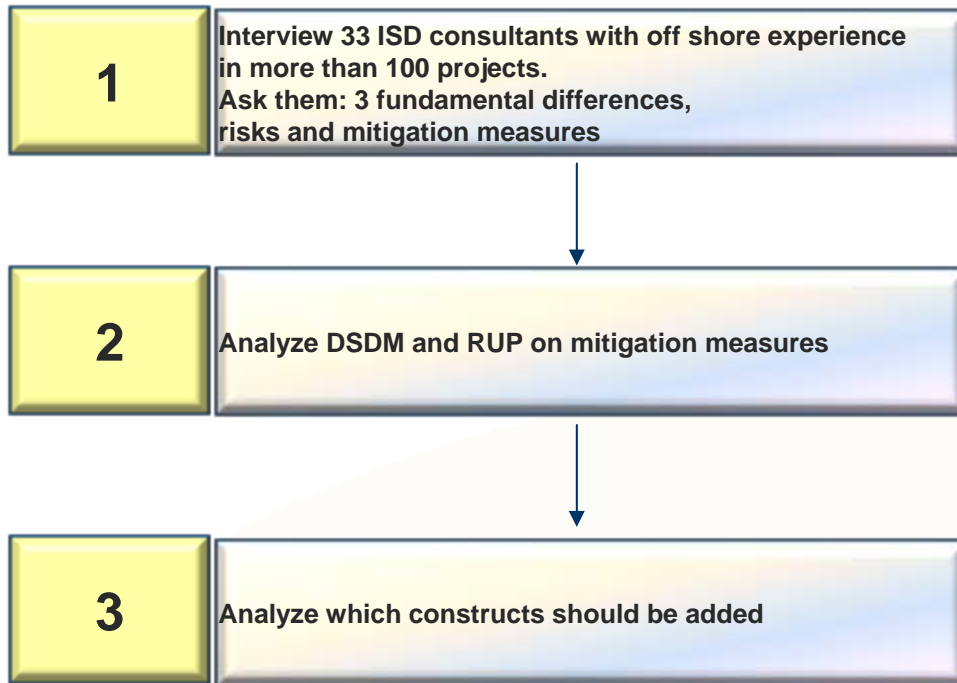 1
Interview 33 ISD consultants with off shore experience
in more than 100 projects.
Ask them: 3 fundamental differences,
risks and mitigation measures
2
Analyze DSDM and RUP on mitigation measures
3
Analyze which constructs should be added